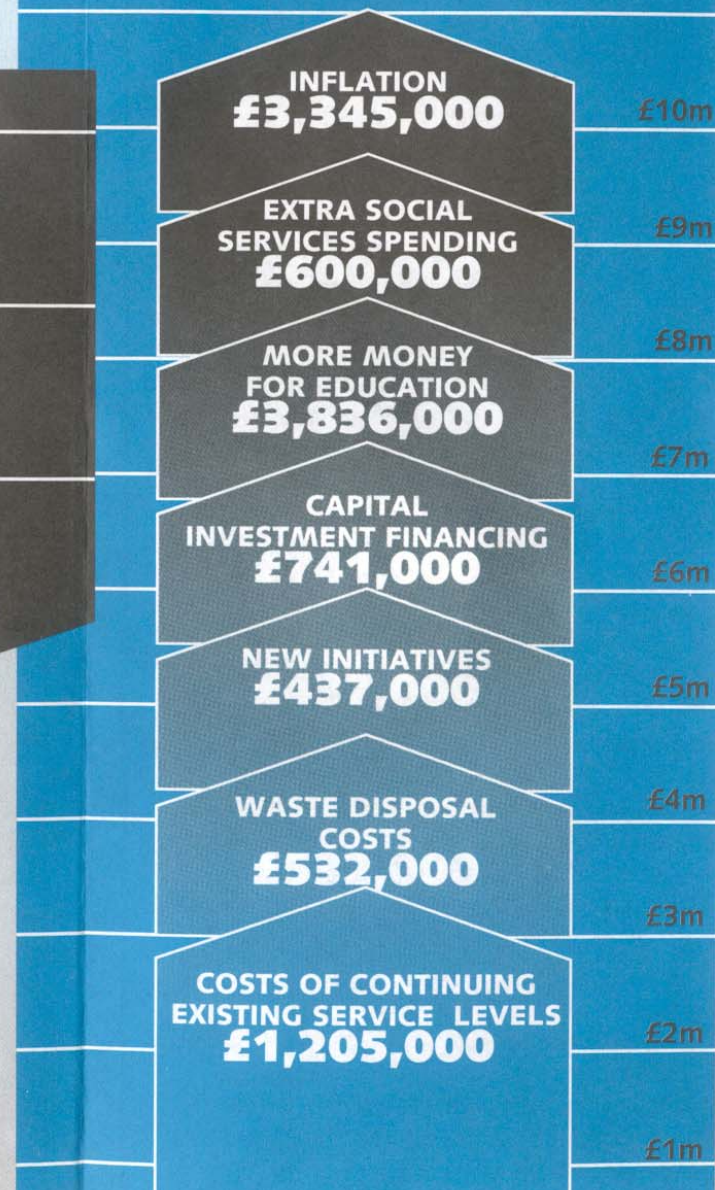 INFLATION
£3,345,000
£10m
EXTRA SOCIAL
SERVICES SPENDING
£600,000
£9m
£8m
MORE MONEY
FOR EDUCATION
£3,836,000
£7m
CAPITAL
INVESTMENT FINANCING
£741,000
£6m
NEW INITIATIVES
£437,000
£5m
£4m
WASTE DISPOSAL
COSTS
£532,000
£3m
COSTS OF CONTINUING
EXISTING SERVICE LEVELS
£1,205,000
£2m
£1m